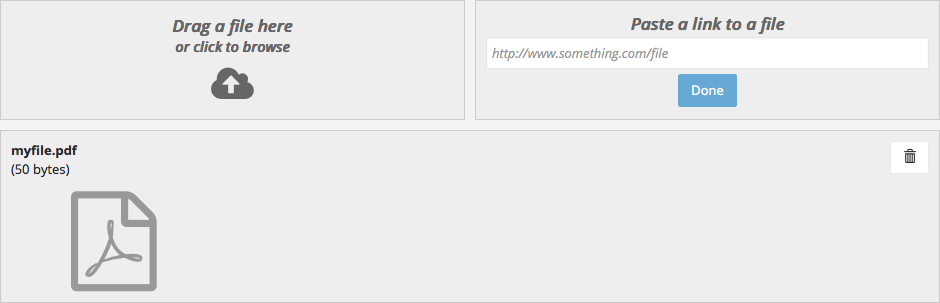 Drag a file here
or click to browse
Paste a link to a file
http://www.something.com/file
Done
myfile.pdf
(50 bytes)